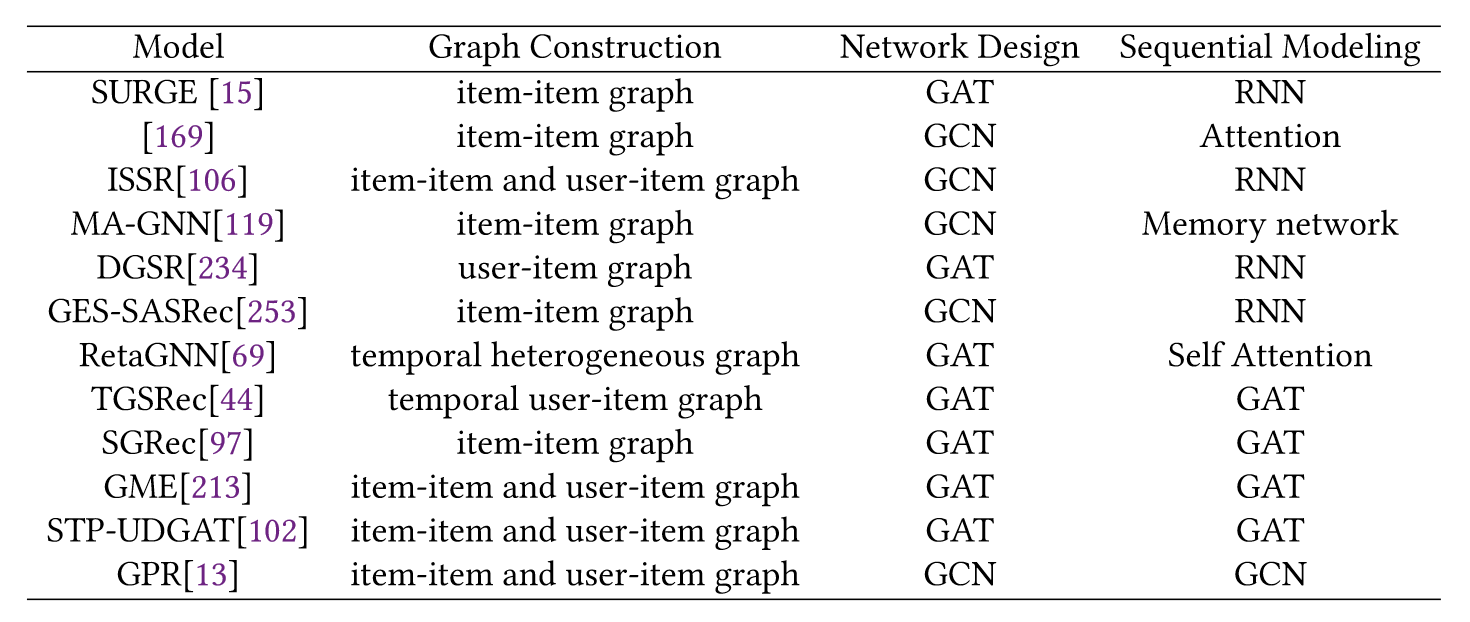 Model Graph Construction Network Design Sequential Modeling
SURGE [15] item-item graph GAT RNN
[169] item-item graph GCN Attention
ISSR[106] item-item and user-item graph GCN RNN
MA-GNN[119] item-item graph GCN Memory network
DGSR[234] user-item graph GAT RNN
GES-SASRec[253] item-item graph GCN RNN
RetaGNN[69] temporal heterogeneous graph GAT Self Attention
TGSRec[44] temporal user-item graph GAT GAT
SGRec[97] item-item graph GAT GAT
GME[213] item-item and user-item graph GAT GAT
STP-UDGAT[102] item-item and user-item graph GAT GAT
GPR[13] item-item and user-item graph GCN GCN